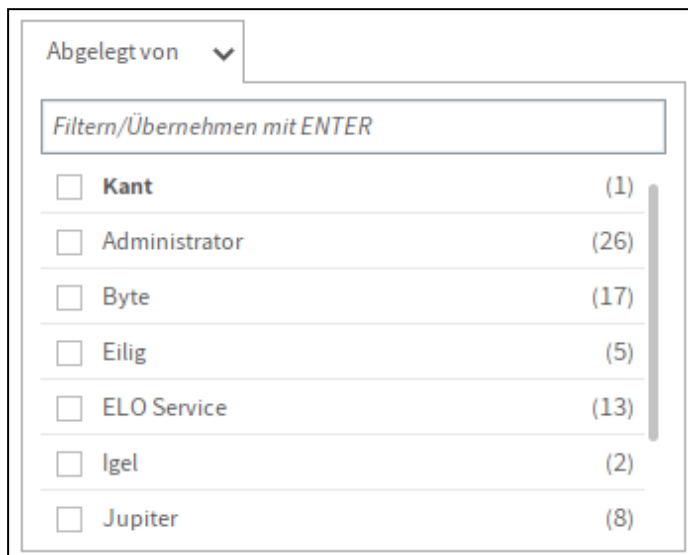 Abgelegt von
Filtern/Übernehmen mit ENTER
Kant (1)
Administrator (26)
Byte (17)
Eilig (5)
ELO Service (13)
Igel (2)
Jupiter (8)